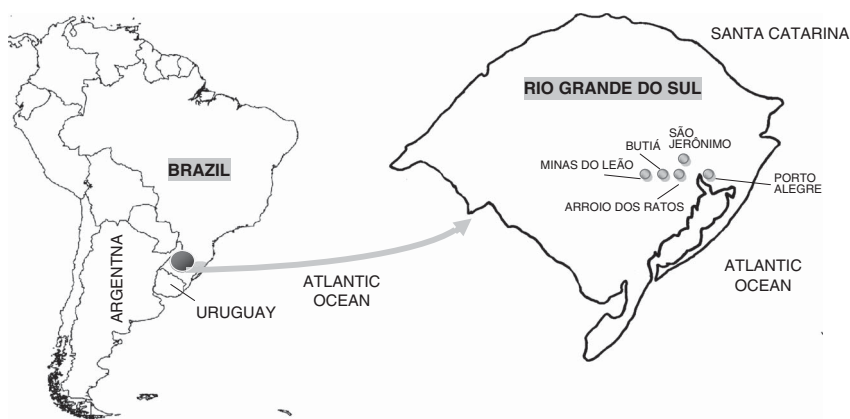 BRAZIL
ARGENTNA
URUGUAY
ATLANTIC
OCEAN
SANTA CATARINA
RIO GRANDE DO SUL
SÃO
JERÔNIMO
BUTIÁ
MINAS DO LEÃO
ARROIO DOS RATOS
PORTO
ALEGRE
ATLANTIC
OCEAN